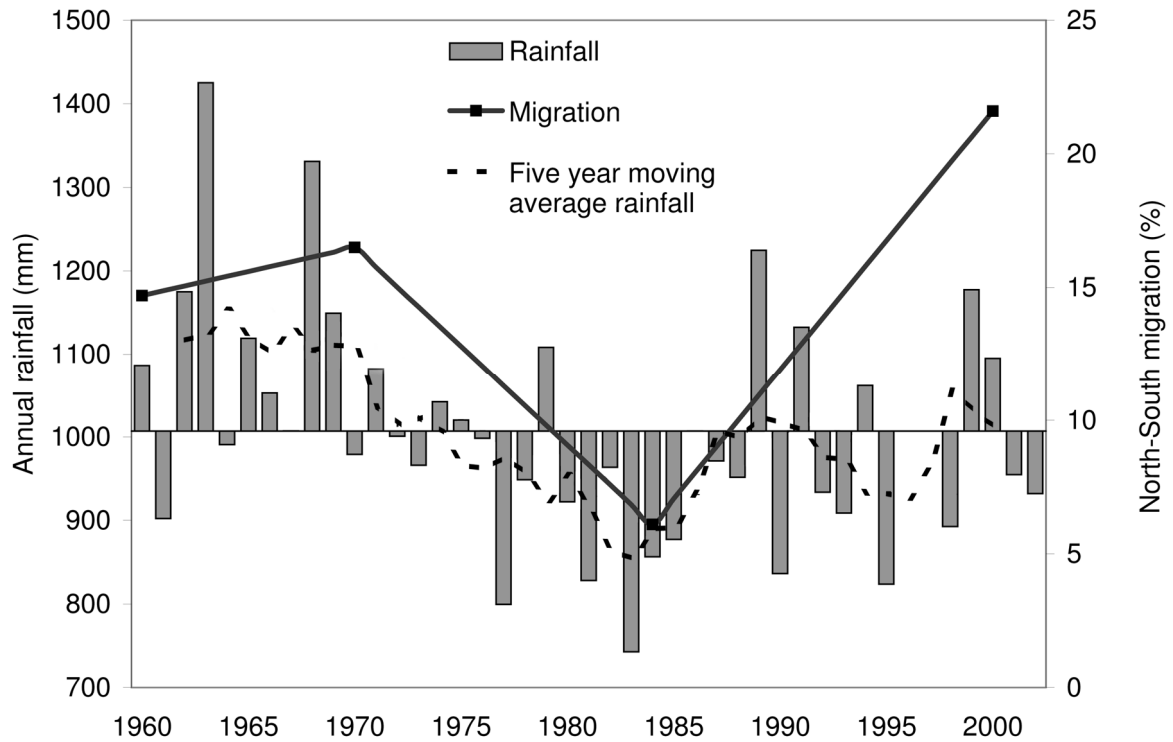 1500
1400
1300
1200
1100
1000
900
800
700
Annual rainfall (mm)
Rainfall
Migration
Five year moving
average rainfall
25
20
15
10
5
0
North-South migration (%)
1960 1965 1970 1975 1980 1985 1990 1995 2000